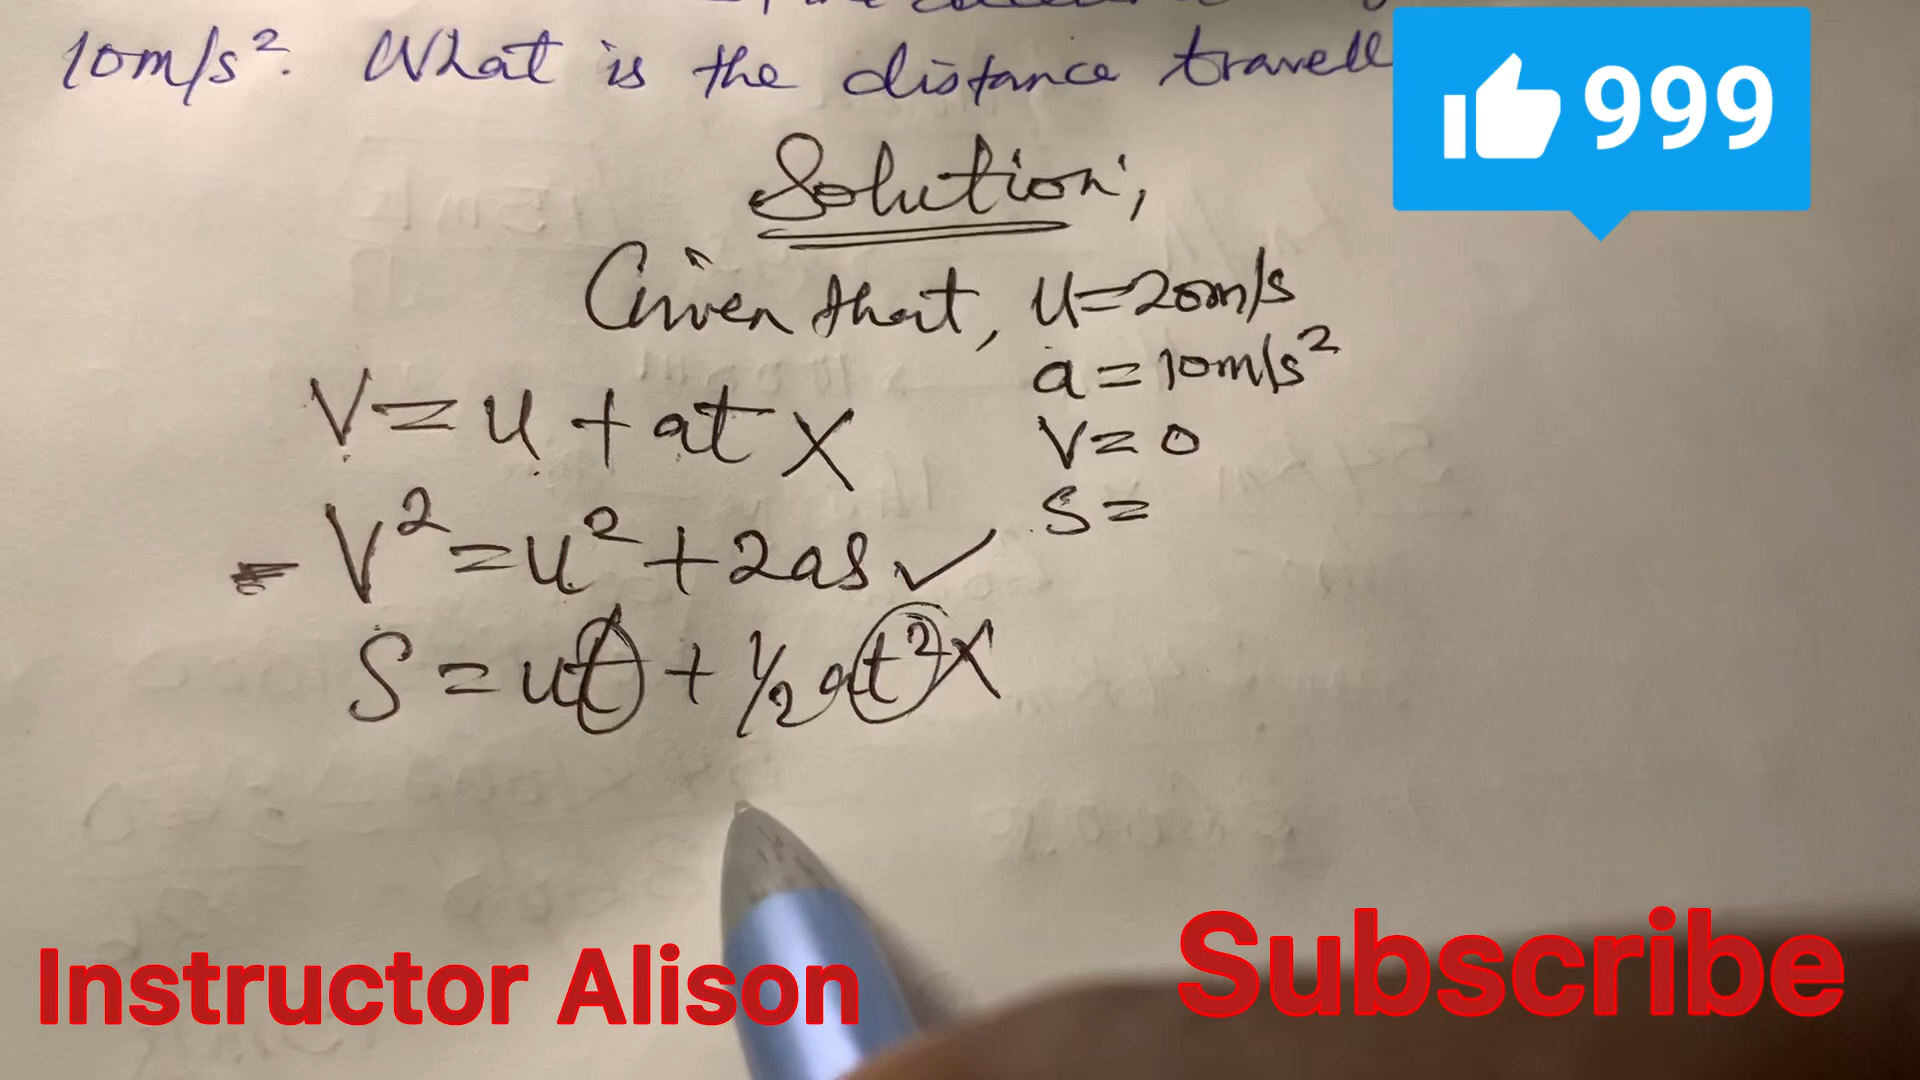 10m/s². What is the distance travell
999
Solution;
Given that, u=20m/s
a=10m/s²
V=u+at X
V=0
S=
- V²=u²+2as ✓
S=ut+½at² X
Instructor Alison
Subscribe